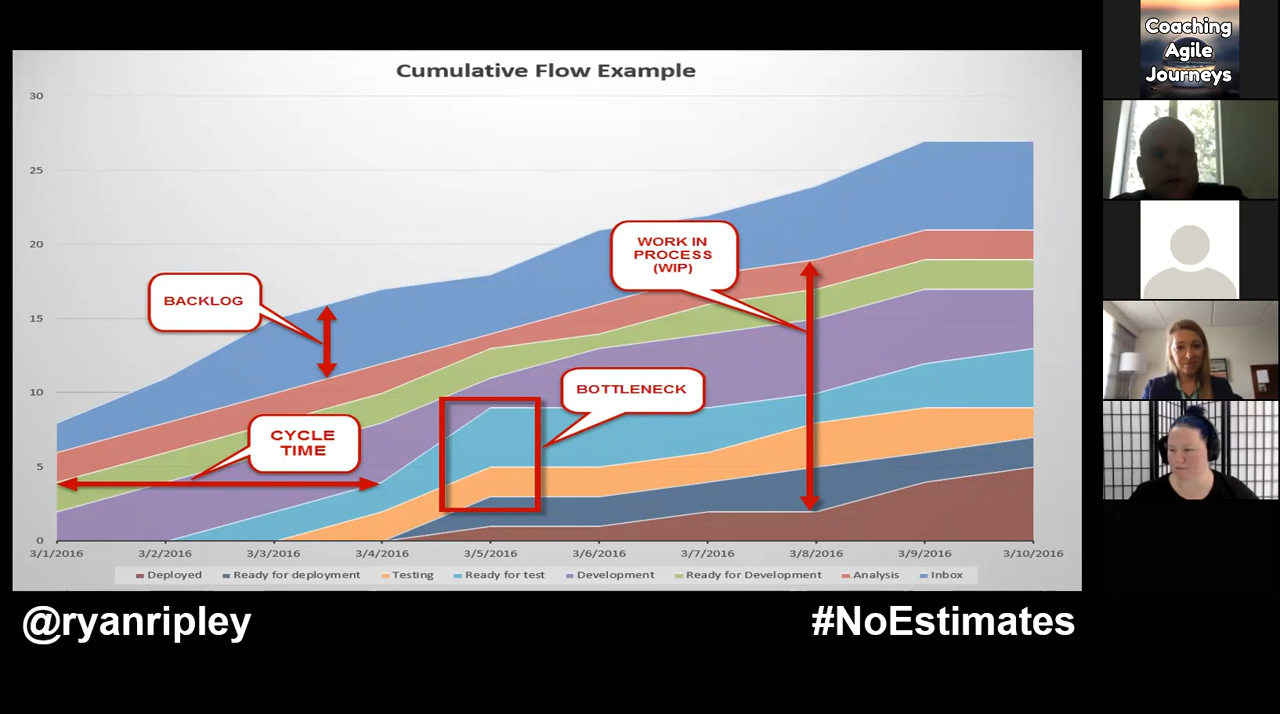 Cumulative Flow Example
30
25
20
15
10
5
0
BACKLOG
CYCLE
TIME
BOTTLENECK
WORK IN
PROCESS
(WIP)
3/1/2016 3/2/2016 3/3/2016 3/4/2016 3/5/2016 3/6/2016 3/7/2016 3/8/2016 3/9/2016 3/10/2016
Deployed Ready for deployment Testing Ready for test Development Ready for Development Analysis Inbox
@ryanripley #NoEstimates
Coaching
Agile
Journeys